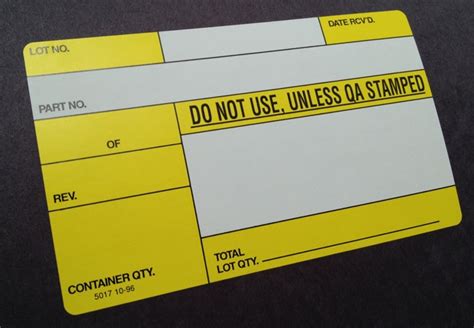 LOT NO.
DATE RCV'D.
PART NO.
DO NOT USE, UNLESS QA STAMPED
OF
REV.
TOTAL
LOT QTY.
CONTAINER QTY.
5017 10-96